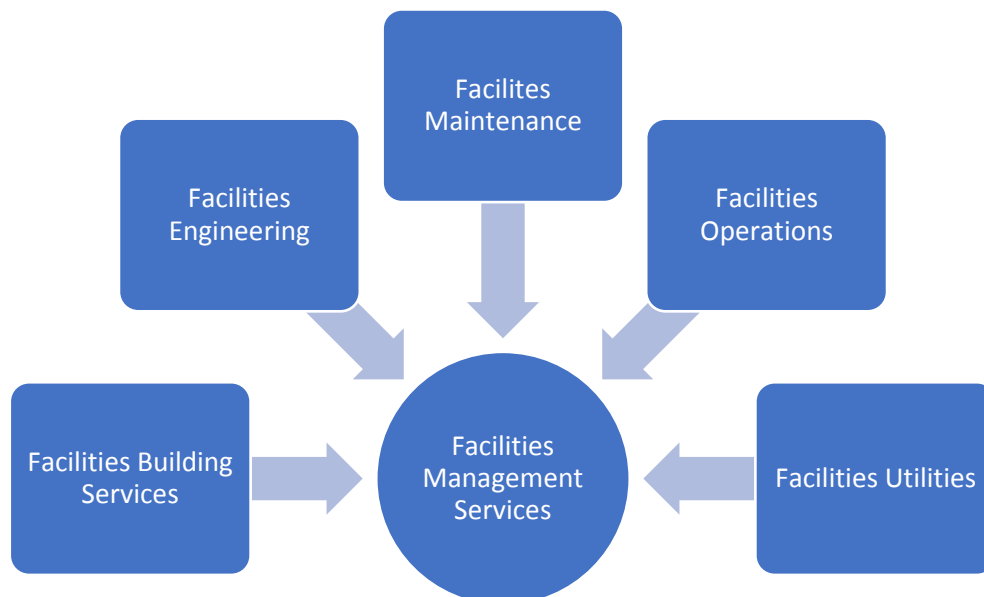 Facilites
Maintenance
Facilities
Engineering
Facilities
Operations
Facilities Building
Services
Facilities
Management
Services
Facilities Utilities